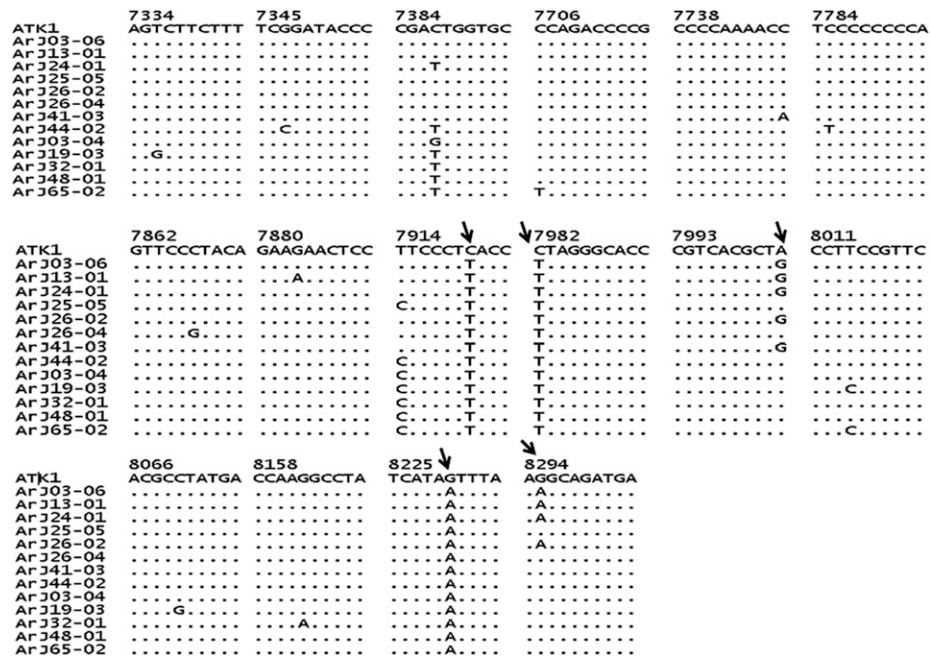 7334 7345 7384 7706 7738 7784
ATK1 AGTCTTCTTT TCGGATACCC CGACTGGTGC CCAGACCCCG CCCCAAAACC TCCCCCCCCA
ArJ03-06 .......... .......... .......... .......... .......... ..........
ArJ13-01 .......... .......... .......... .......... .......... ..........
ArJ24-01 .......... .......... ...T...... .......... .......... ..........
ArJ25-05 .......... .......... .......... .......... .......... ..........
ArJ26-02 .......... .......... .......... .......... .......... ..........
ArJ26-04 .......... .......... .......... .......... .......... ..........
ArJ41-03 .......... .......... .......... .......... .........A ..........
ArJ44-02 .......... ..C....... ...T...... .......... .......... .T........
ArJ03-04 .......... .......... ...G...... .......... .......... ..........
ArJ19-03 ..G....... .......... ...T...... .......... .......... ..........
ArJ32-01 .......... .......... ...T...... .......... .......... ..........
ArJ48-01 .......... .......... ...T...... .......... .......... ..........
ArJ65-02 .......... .......... ...T...... T......... .......... ..........
7862 7880 7914 7982 7993 8011
ATK1 GTTCCCTACA GAAGAACTCC TTCCCTCACC CTAGGGCACC CGTCACGCTA CCTTCCGTTC
ArJ03-06 .......... .......... ......T... T......... .........G ..........
ArJ13-01 .......... ...A...... ......T... T......... .........G ..........
ArJ24-01 .......... .......... ......T... T......... .........G ..........
ArJ25-05 .......... .......... C.....T... T......... .......... ..........
ArJ26-02 .......... .......... ......T... T......... .........G ..........
ArJ26-04 .....G.... .......... ......T... T......... .......... ..........
ArJ41-03 .......... .......... ......T... T......... .........G ..........
ArJ44-02 .......... .......... C.....T... T......... .......... ..........
ArJ03-04 .......... .......... C.....T... T......... .......... ..........
ArJ19-03 .......... .......... C.....T... T......... .......... ...C......
ArJ32-01 .......... .......... C.....T... T......... .......... ..........
ArJ48-01 .......... .......... C.....T... T......... .......... ..........
ArJ65-02 .......... .......... C.....T... T......... .......... ...C......
8066 8158 8225 8294
ATK1 ACGCCTATGA CCAAGGCCTA TCATAGTTTA AGGCAGATGA
ArJ03-06 .......... .......... .....A.... .A........
ArJ13-01 .......... .......... .....A.... .A........
ArJ24-01 .......... .......... .....A.... .A........
ArJ25-05 .......... .......... .....A.... ..........
ArJ26-02 .......... .......... .....A.... .A........
ArJ26-04 .......... .......... .....A.... ..........
ArJ41-03 .......... .......... .....A.... ..........
ArJ44-02 .......... .......... .....A.... ..........
ArJ03-04 .......... .......... .....A.... ..........
ArJ19-03 ....G..... .......... .....A.... ..........
ArJ32-01 .......... ....A..... .....A.... ..........
ArJ48-01 .......... .......... .....A.... ..........
ArJ65-02 .......... .......... .....A.... ..........